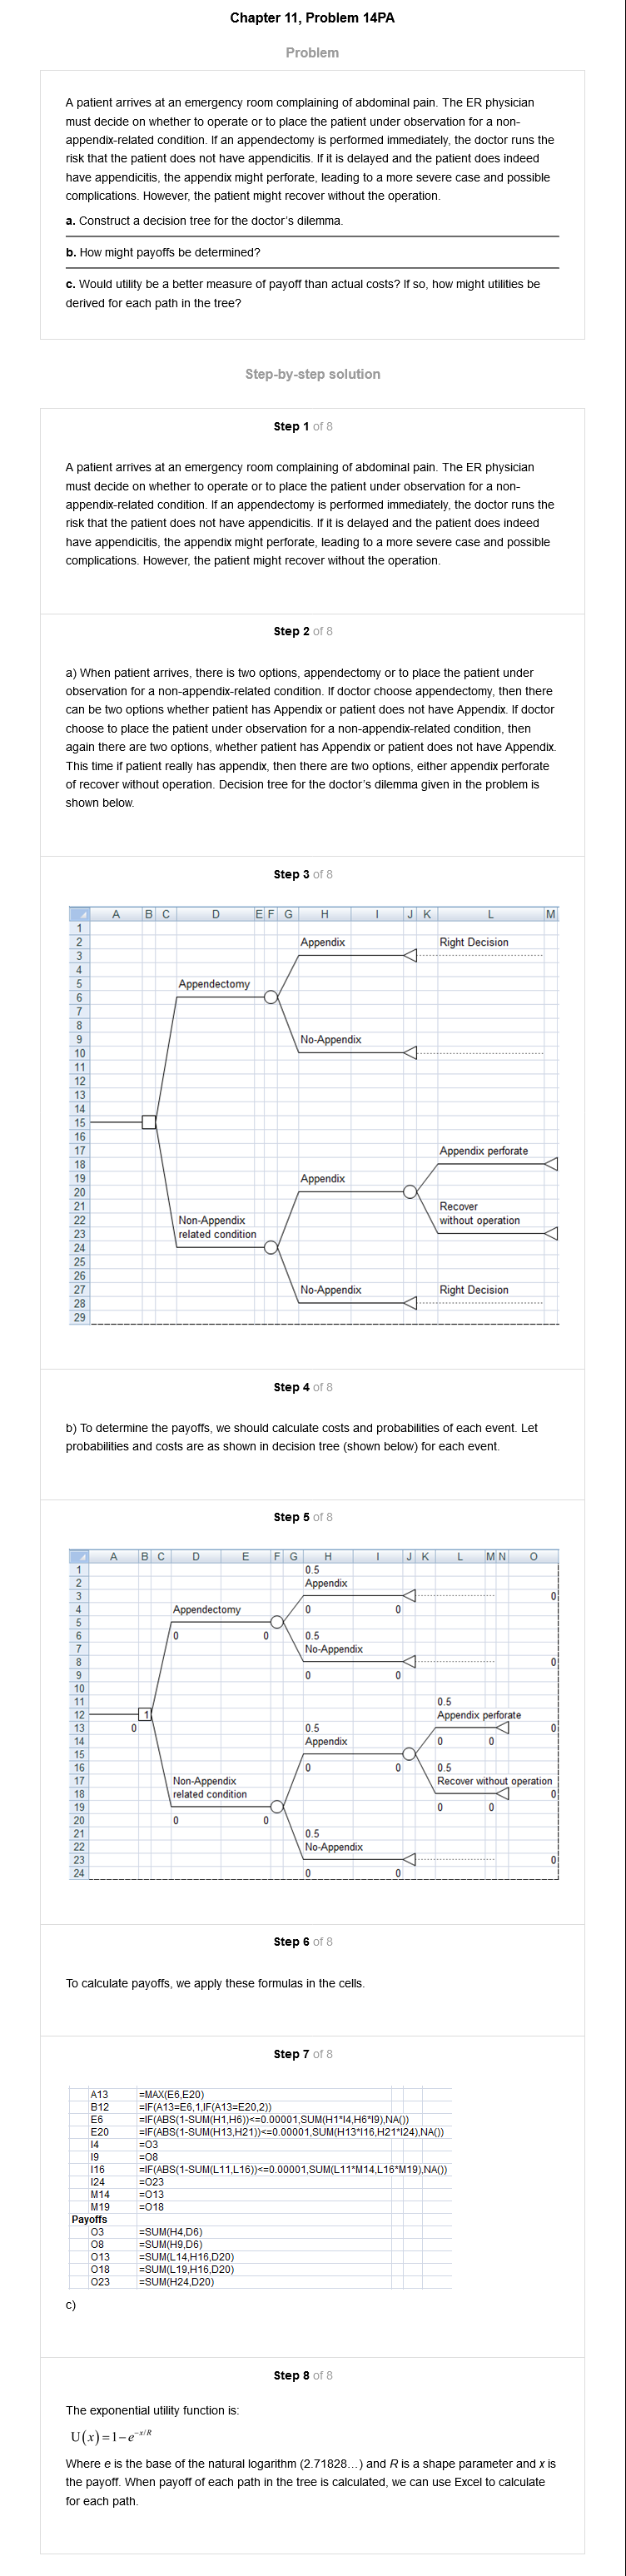 Chapter 11, Problem 14PA
Problem
A patient arrives at an emergency room complaining of abdominal pain. The ER physician
must decide on whether to operate or to place the patient under observation for a non-
appendix-related condition. If an appendectomy is performed immediately, the doctor runs the
risk that the patient does not have appendicitis. If it is delayed and the patient does indeed
have appendicitis, the appendix might perforate, leading to a more severe case and possible
complications. However, the patient might recover without the operation.
a. Construct a decision tree for the doctor's dilemma.
b. How might payoffs be determined?
c. Would utility be a better measure of payoff than actual costs? If so, how might utilities be
derived for each path in the tree?
Step-by-step solution
Step 1 of 8
A patient arrives at an emergency room complaining of abdominal pain. The ER physician
must decide on whether to operate or to place the patient under observation for a non-
appendix-related condition. If an appendectomy is performed immediately, the doctor runs the
risk that the patient does not have appendicitis. If it is delayed and the patient does indeed
have appendicitis, the appendix might perforate, leading to a more severe case and possible
complications. However, the patient might recover without the operation.
Step 2 of 8
a) When patient arrives, there is two options, appendectomy or to place the patient under
observation for a non-appendix-related condition. If doctor choose appendectomy, then there
can be two options whether patient has Appendix or patient does not have Appendix. If doctor
choose to place the patient under observation for a non-appendix-related condition, then
again there are two options, whether patient has Appendix or patient does not have Appendix.
This time if patient really has appendix, then there are two options, either appendix perforate
of recover without operation. Decision tree for the doctor's dilemma given in the problem is
shown below.
Step 3 of 8
A B C D E F G H I J K L M
1
2 Appendix Right Decision
3
4
5 Appendectomy
6
7
8
9 No-Appendix
10
11
12
13
14
15
16
17 Appendix perforate
18
19 Appendix
20
21 Recover
22 Non-Appendix without operation
23 related condition
24
25
26
27 No-Appendix Right Decision
28
29
Step 4 of 8
b) To determine the payoffs, we should calculate costs and probabilities of each event. Let
probabilities and costs are as shown in decision tree (shown below) for each event.
Step 5 of 8
A B C D E F G H I J K L M N O
1 0.5
2 Appendix
3 0
4 Appendectomy 0 0
5
6 0 0 0.5
7 No-Appendix
8 0
9 0 0
10
11 0.5
12 1 Appendix perforate
13 0 0.5 0
14 Appendix 0 0
15
16 0 0 0.5
17 Non-Appendix Recover without operation
18 related condition 0
19 0 0
20 0 0
21 0.5
22 No-Appendix
23 0
24 0 0
Step 6 of 8
To calculate payoffs, we apply these formulas in the cells.
Step 7 of 8
A13 =MAX(E6,E20)
B12 =IF(A13=E6,1,IF(A13=E20,2))
E6 =IF(ABS(1-SUM(H1,H6))<=0.00001,SUM(H1*I4,H6*I9),NA())
E20 =IF(ABS(1-SUM(H13,H21))<=0.00001,SUM(H13*I16,H21*I24),NA())
I4 =O3
I9 =O8
I16 =IF(ABS(1-SUM(L11,L16))<=0.00001,SUM(L11*M14,L16*M19),NA())
I24 =O23
M14 =O13
M19 =O18
Payoffs
O3 =SUM(H4,D6)
O8 =SUM(H9,D6)
O13 =SUM(L14,H16,D20)
O18 =SUM(L19,H16,D20)
O23 =SUM(H24,D20)
c)
Step 8 of 8
The exponential utility function is:
U(x)=1−e^{−x/R}
Where e is the base of the natural logarithm (2.71828…) and R is a shape parameter and x is
the payoff. When payoff of each path in the tree is calculated, we can use Excel to calculate
for each path.